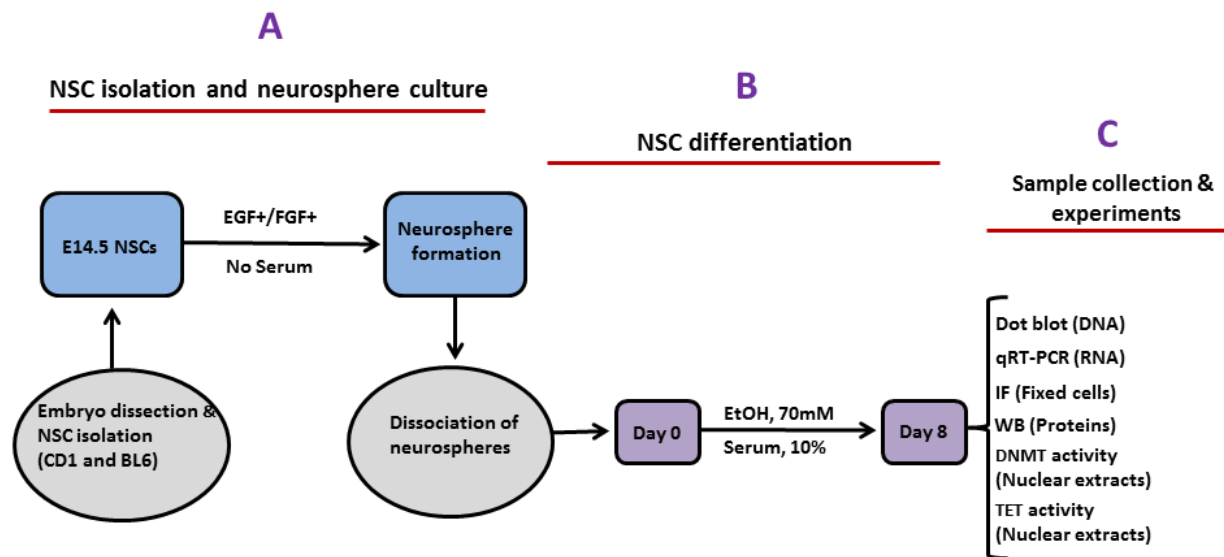 A
NSC isolation and neurosphere culture
E14.5 NSCs
EGF+/FGF+
No Serum
Neurosphere
formation
Embryo dissection &
NSC isolation
(CD1 and BL6)
Dissociation of
neurospheres
B
NSC differentiation
Day 0
EtOH, 70mM
Serum, 10%
Day 8
C
Sample collection &
experiments
Dot blot (DNA)
qRT-PCR (RNA)
IF (Fixed cells)
WB (Proteins)
DNMT activity
(Nuclear extracts)
TET activity
(Nuclear extracts)